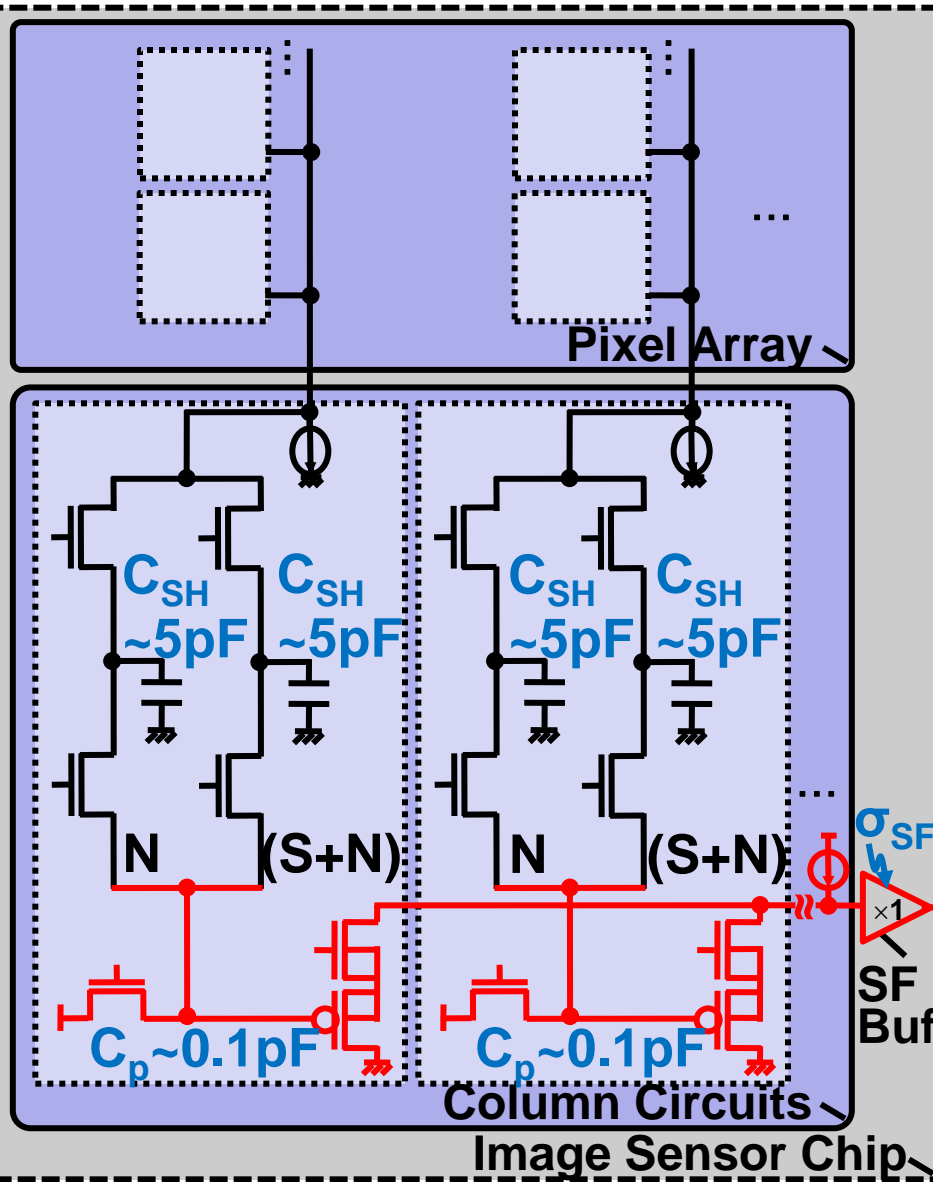 Pixel Array
C_SH
~5pF
C_SH
~5pF
C_SH
~5pF
C_SH
~5pF
N
(S+N)
N
(S+N)
σ_SF
×1
SF
Buf
C_p~0.1pF
C_p~0.1pF
Column Circuits
Image Sensor Chip